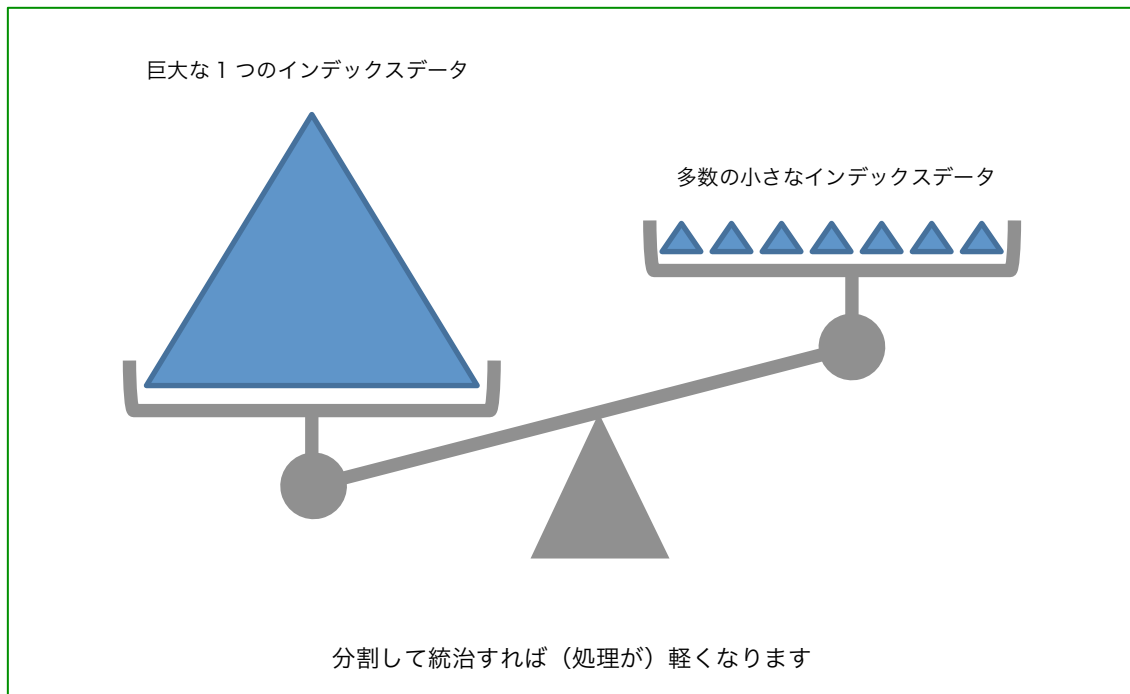 巨大な1つのインデックスデータ
多数の小さなインデックスデータ
分割して統治すれば（処理が）軽くなります